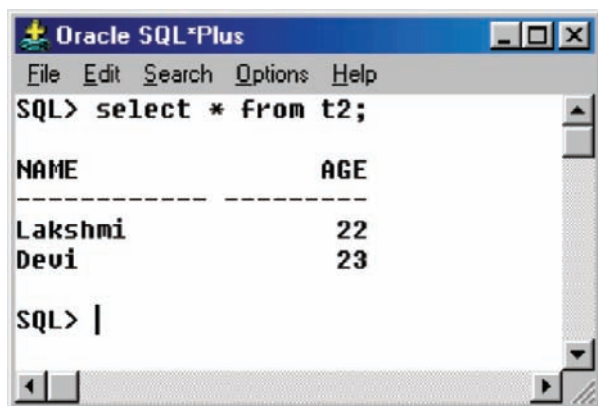 Oracle SQL*Plus
File Edit Search Options Help
SQL> select * from t2;
NAME AGE
------------ ---------
Lakshmi 22
Devi 23
SQL>